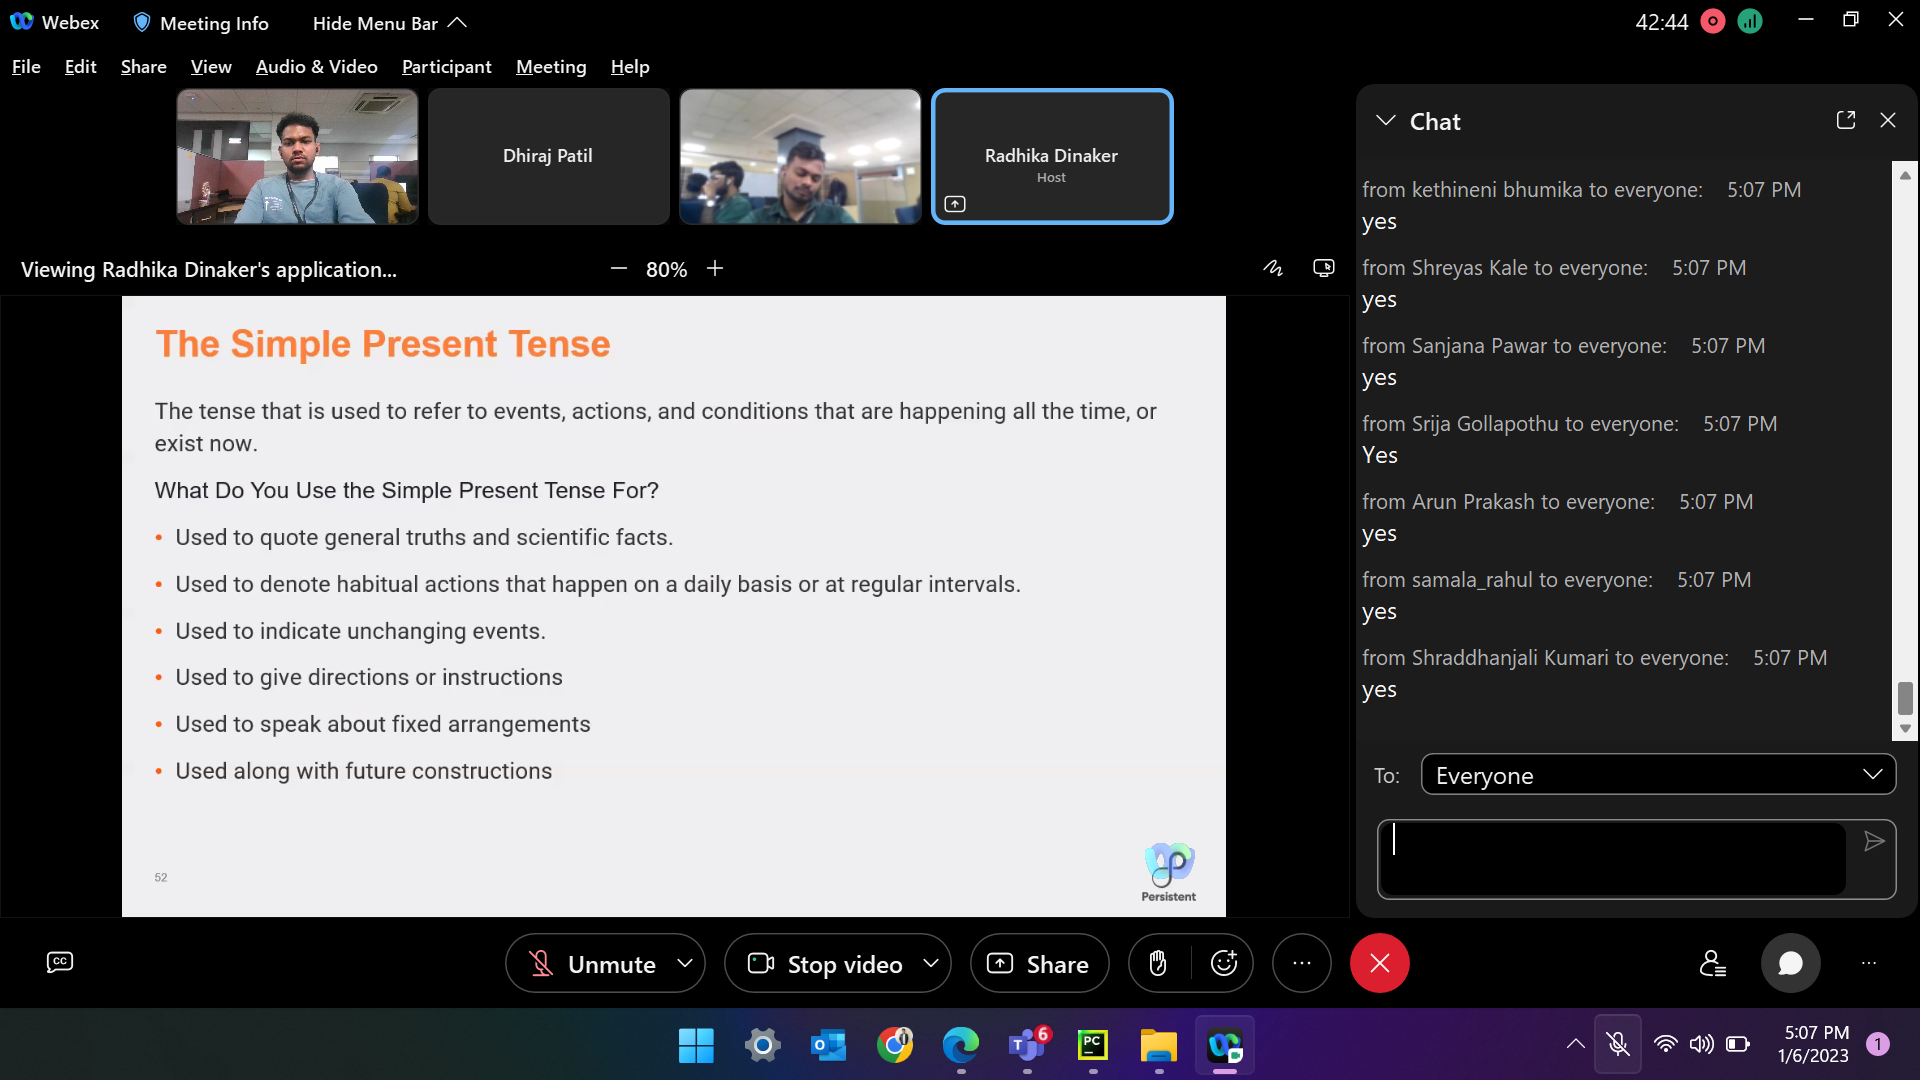 Webex
Meeting Info
Hide Menu Bar
42:44
File
Edit
Share
View
Audio & Video
Participant
Meeting
Help
Dhiraj Patil
Radhika Dinaker
Host
Viewing Radhika Dinaker's application...
80%
The Simple Present Tense
The tense that is used to refer to events, actions, and conditions that are happening all the time, or
exist now.
What Do You Use the Simple Present Tense For?
• Used to quote general truths and scientific facts.
• Used to denote habitual actions that happen on a daily basis or at regular intervals.
• Used to indicate unchanging events.
• Used to give directions or instructions
• Used to speak about fixed arrangements
• Used along with future constructions
52
Persistent
Chat
from kethineni bhumika to everyone: 5:07 PM
yes
from Shreyas Kale to everyone: 5:07 PM
yes
from Sanjana Pawar to everyone: 5:07 PM
yes
from Srija Gollapothu to everyone: 5:07 PM
Yes
from Arun Prakash to everyone: 5:07 PM
yes
from samala_rahul to everyone: 5:07 PM
yes
from Shraddhanjali Kumari to everyone: 5:07 PM
yes
To:
Everyone
CC
Unmute
Stop video
Share
6
PC
5:07 PM
1/6/2023
1